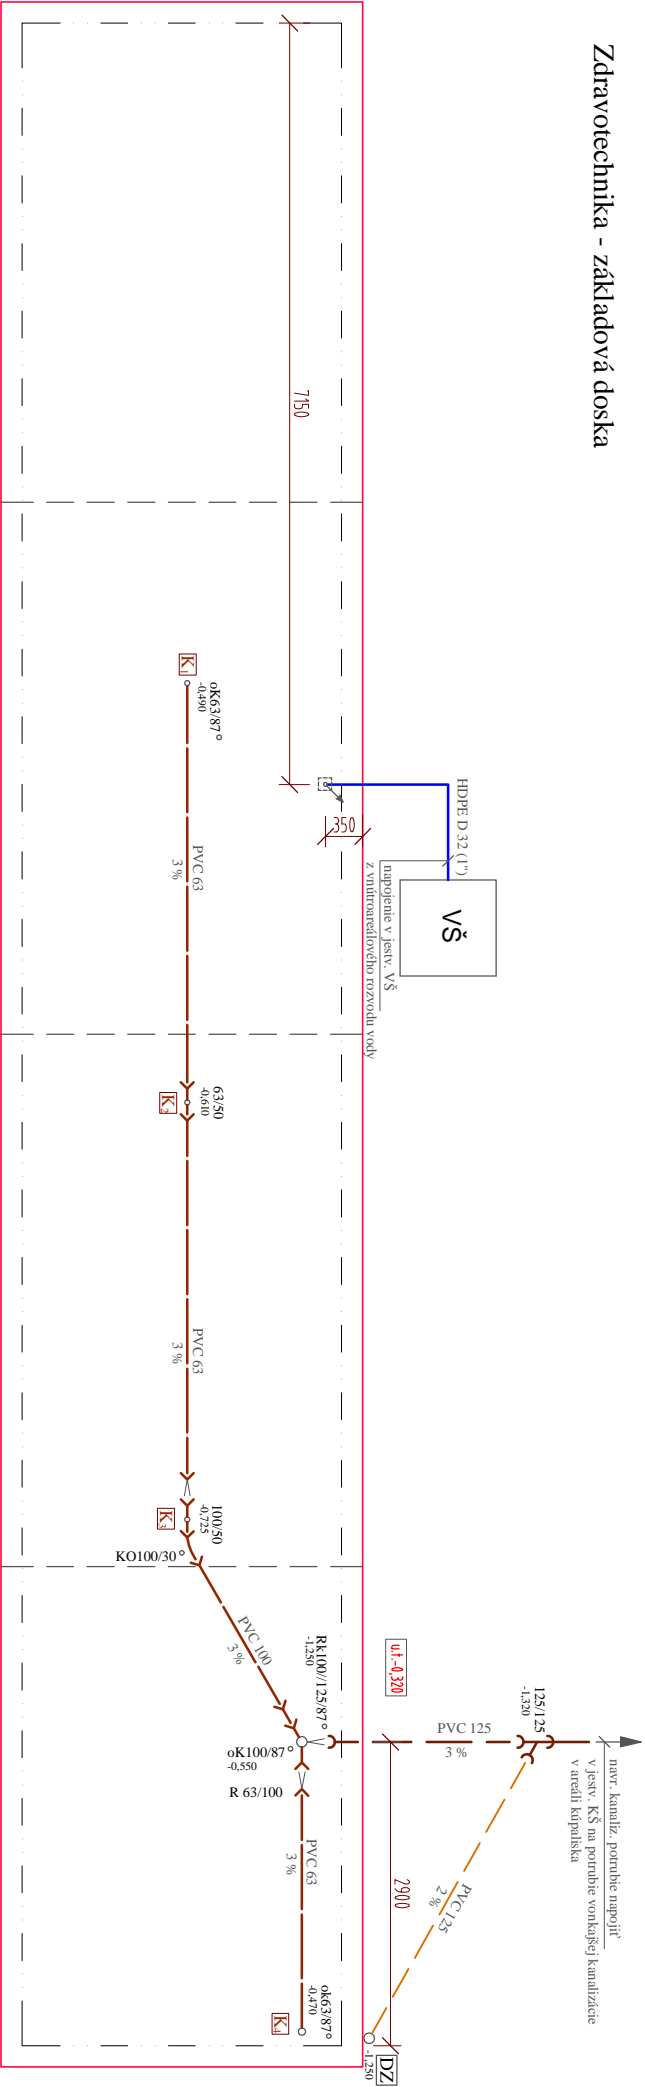 Zdravotechnika - základová doska
7150
350
HDPE D 32 (1")
VŠ
napojenie v jestv. VŠ
z vnútroareálového rozvodu vody
K1
oK63/87°
-0,490
PVC 63
3 %
63/50
-0,610
K2
PVC 63
3 %
100/50
-0,725
K3
KO100/30°
PVC 100
3 %
Rk100//125/87°
-1,250
oK100/87°
-0,550
R 63/100
PVC 63
3 %
ok63/87°
-0,470
K4
u.t.-0,320
PVC 125
3 %
125/125
-1,320
navr. kanaliz. potrubie napojiť
v jestv. KŠ na potrubie vonkajšej kanalizácie
v areáli kúpaliska
2900
PVC 125
2 %
DZ
-1,250